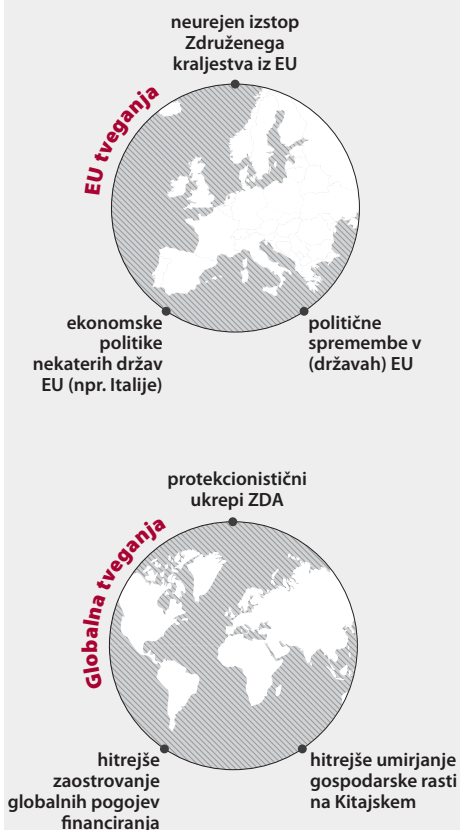 neurejen izstop
Združenega
kraljestva iz EU
EU tveganja
ekonomske
politike
nekaterih držav
EU (npr. Italije)
politične
spremembe v
(državah) EU
protekcionistični
ukrepi ZDA
Globalna tveganja
hitrejše
zaostrovanje
globalnih pogojev
financiranja
hitrejše umirjanje
gospodarske rasti
na Kitajskem